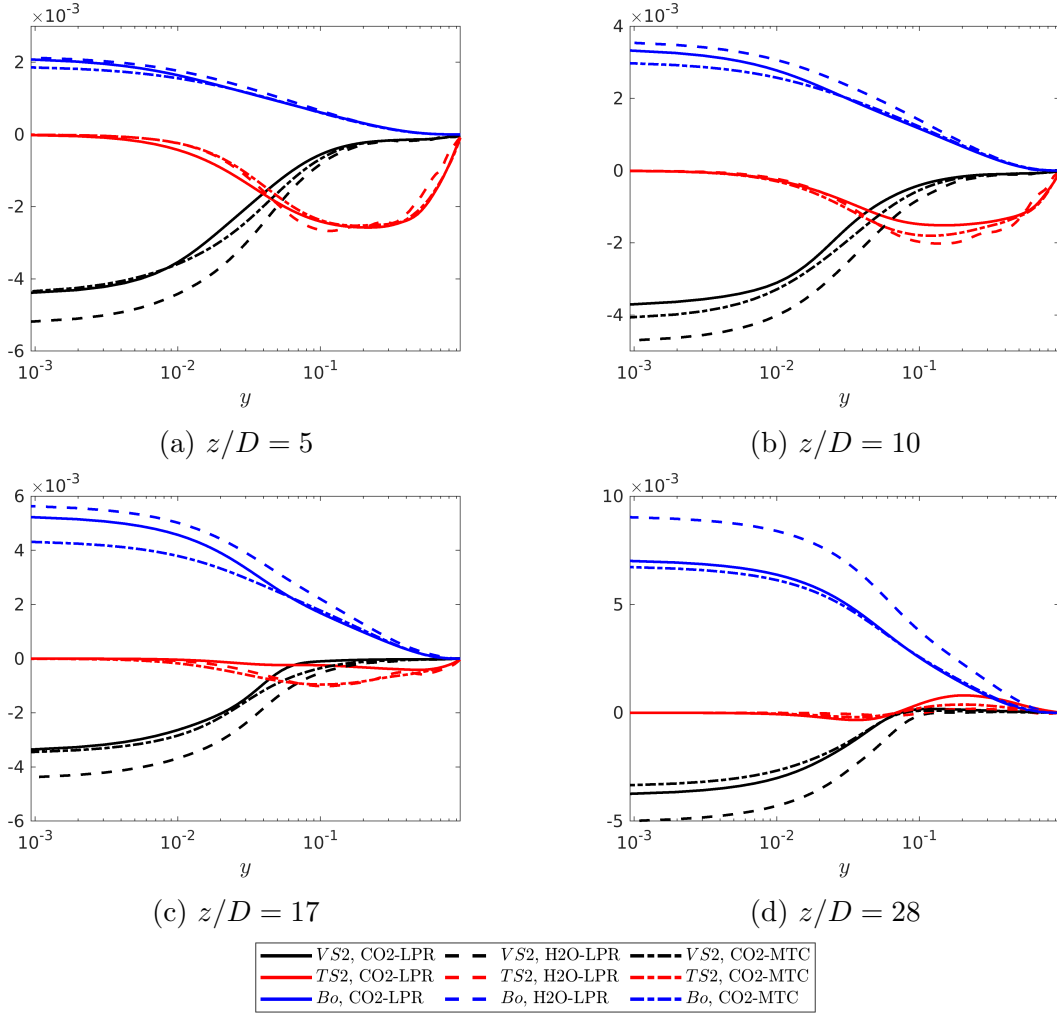 ×10⁻³
2
0
-2
-4
-6
10⁻³ 10⁻² 10⁻¹
y
(a) z/D = 5
×10⁻³
4
2
0
-2
-4
10⁻³ 10⁻² 10⁻¹
y
(b) z/D = 10
×10⁻³
6
4
2
0
-2
-4
-6
10⁻³ 10⁻² 10⁻¹
y
(c) z/D = 17
×10⁻³
10
5
0
-5
10⁻³ 10⁻² 10⁻¹
y
(d) z/D = 28
VS2, CO2-LPR VS2, H2O-LPR VS2, CO2-MTC
TS2, CO2-LPR TS2, H2O-LPR TS2, CO2-MTC
Bo, CO2-LPR Bo, H2O-LPR Bo, CO2-MTC